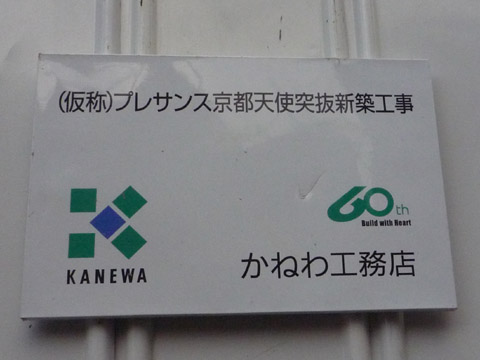 (仮称)プレサンス京都天使突抜新築工事
60th
Build with Heart
KANEWA
かねわ工務店